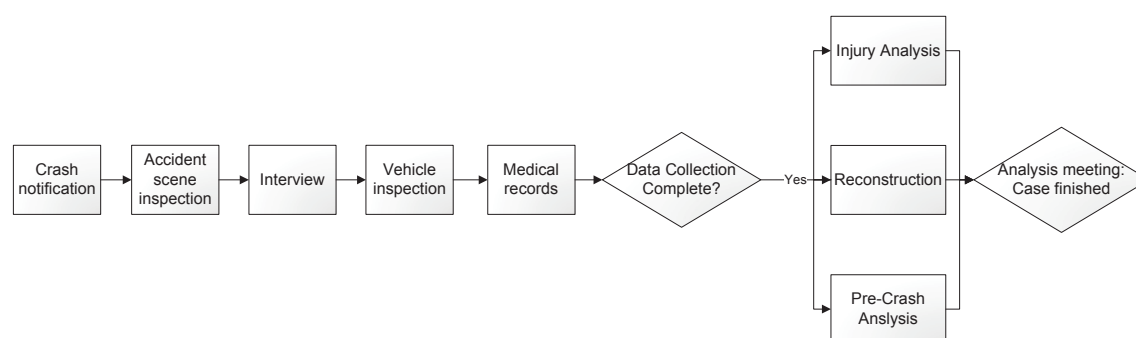 Crash
notification
Accident
scene
inspection
Interview
Vehicle
inspection
Medical
records
Data Collection
Complete?
Yes
Injury Analysis
Reconstruction
Pre-Crash
Anslysis
Analysis meeting:
Case finished